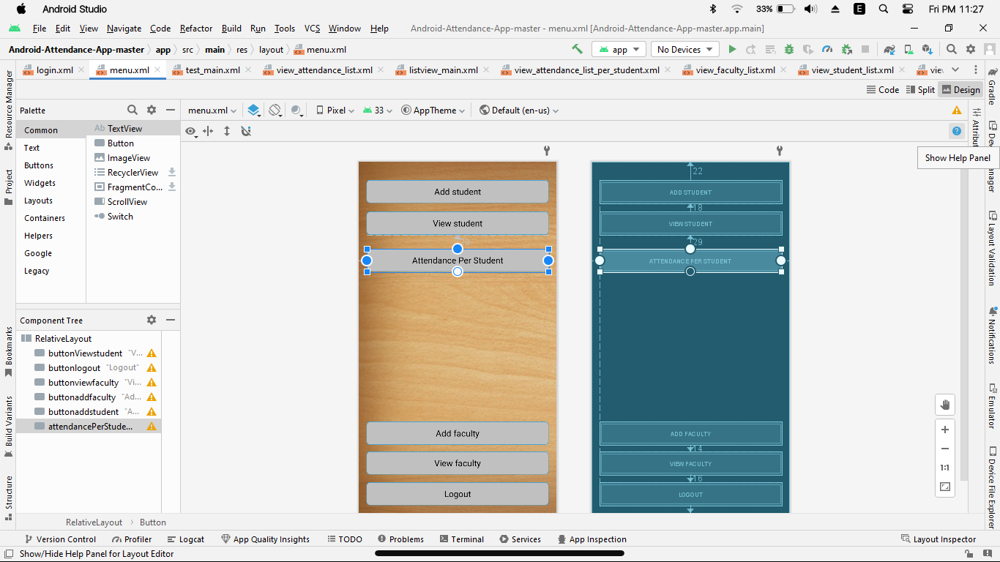 Android Studio
33%
E
Fri PM 11:27
File Edit View Navigate Code Refactor Build Run Tools VCS Window Help Android-Attendance-App-master - menu.xml [Android-Attendance-App-master.app.main]
Android-Attendance-App-master app src main res layout menu.xml
app
No Devices
login.xml menu.xml test_main.xml view_attendance_list.xml listview_main.xml view_attendance_list_per_student.xml view_faculty_list.xml view_student_list.xml vie
Code Split Design
Palette
menu.xml Pixel 33 AppTheme Default (en-us)
Common
Text
Buttons
Widgets
Layouts
Containers
Helpers
Google
Legacy
Ab TextView
Button
ImageView
RecyclerView
FragmentCo...
ScrollView
Switch
Show Help Panel
Component Tree
RelativeLayout
buttonViewstudent "V...
buttonlogout "Logout"
buttonviewfaculty "Vi...
buttonaddfaculty "Ad...
buttonaddstudent "A...
attendancePerStude...
Add student
View student
29
Attendance Per Student
Add faculty
View faculty
Logout
22
ADD STUDENT
18
VIEW STUDENT
29
ATTENDANCE PER STUDENT
ADD FACULTY
14
VIEW FACULTY
16
LOGOUT
1:1
Resource Manager
Project
Bookmarks
Build Variants
Structure
Attribut
Gradle
Dev
anager
Layout Validation
Notifications
Emulator
Device File Explorer
RelativeLayout Button
Version Control Profiler Logcat App Quality Insights TODO Problems Terminal Services App Inspection Layout Inspector
Show/Hide Help Panel for Layout Editor